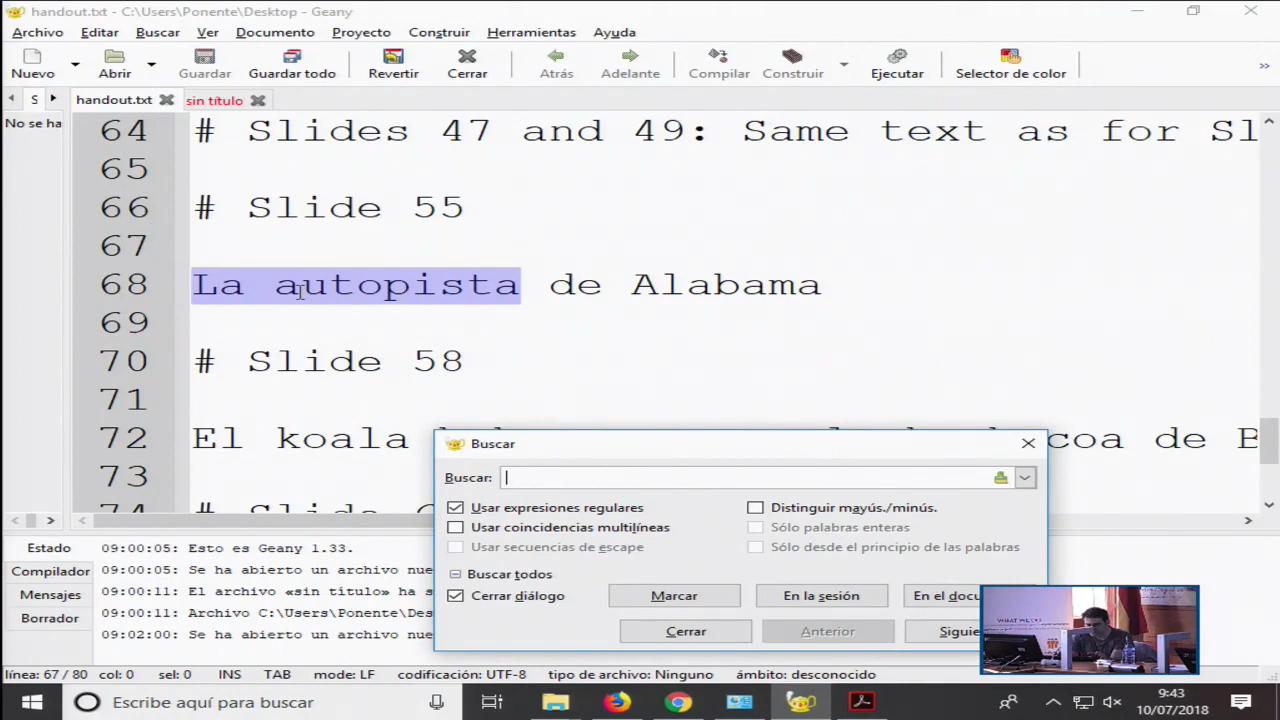 handout.txt - C:\Users\Ponente\Desktop - Geany
Archivo Editar Buscar Ver Documento Proyecto Construir Herramientas Ayuda
Nuevo Abrir Guardar Guardar todo Revertir Cerrar Atrás Adelante Compilar Construir Ejecutar Selector de color
S handout.txt sin título
No se ha
64 # Slides 47 and 49: Same text as for Sl
65
66 # Slide 55
67
68 La autopista de Alabama
69
70 # Slide 58
71
72 El koala coa de B
73
74 # Slide
Buscar
Buscar:
Usar expresiones regulares Distinguir mayús./minús.
Usar coincidencias multilíneas Sólo palabras enteras
Usar secuencias de escape Sólo desde el principio de las palabras
Buscar todos
Cerrar diálogo Marcar En la sesión En el docu
Cerrar Anterior Siguie
Estado
Compilador
Mensajes
Borrador
09:00:05: Esto es Geany 1.33.
09:00:05: Se ha abierto un archivo nue
09:00:11: El archivo «sin título» ha s
09:00:11: Archivo C:\Users\Ponente\Des
09:02:00: Se ha abierto un archivo nue
línea: 67 / 80 col: 0 sel: 0 INS TAB mode: LF codificación: UTF-8 tipo de archivo: Ninguno ámbito: desconocido
Escribe aquí para buscar
9:43
10/07/2018